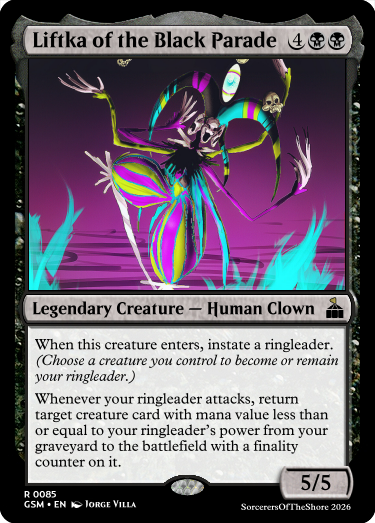 Liftka of the Black Parade 4
Legendary Creature — Human Clown
When this creature enters, instate a ringleader.
(Choose a creature you control to become or remain
your ringleader.)
Whenever your ringleader attacks, return
target creature card with mana value less than
or equal to your ringleader's power from your
graveyard to the battlefield with a finality
counter on it.
5/5
R 0085
GSM • EN Jorge Villa
SorcerersOfTheShore 2026